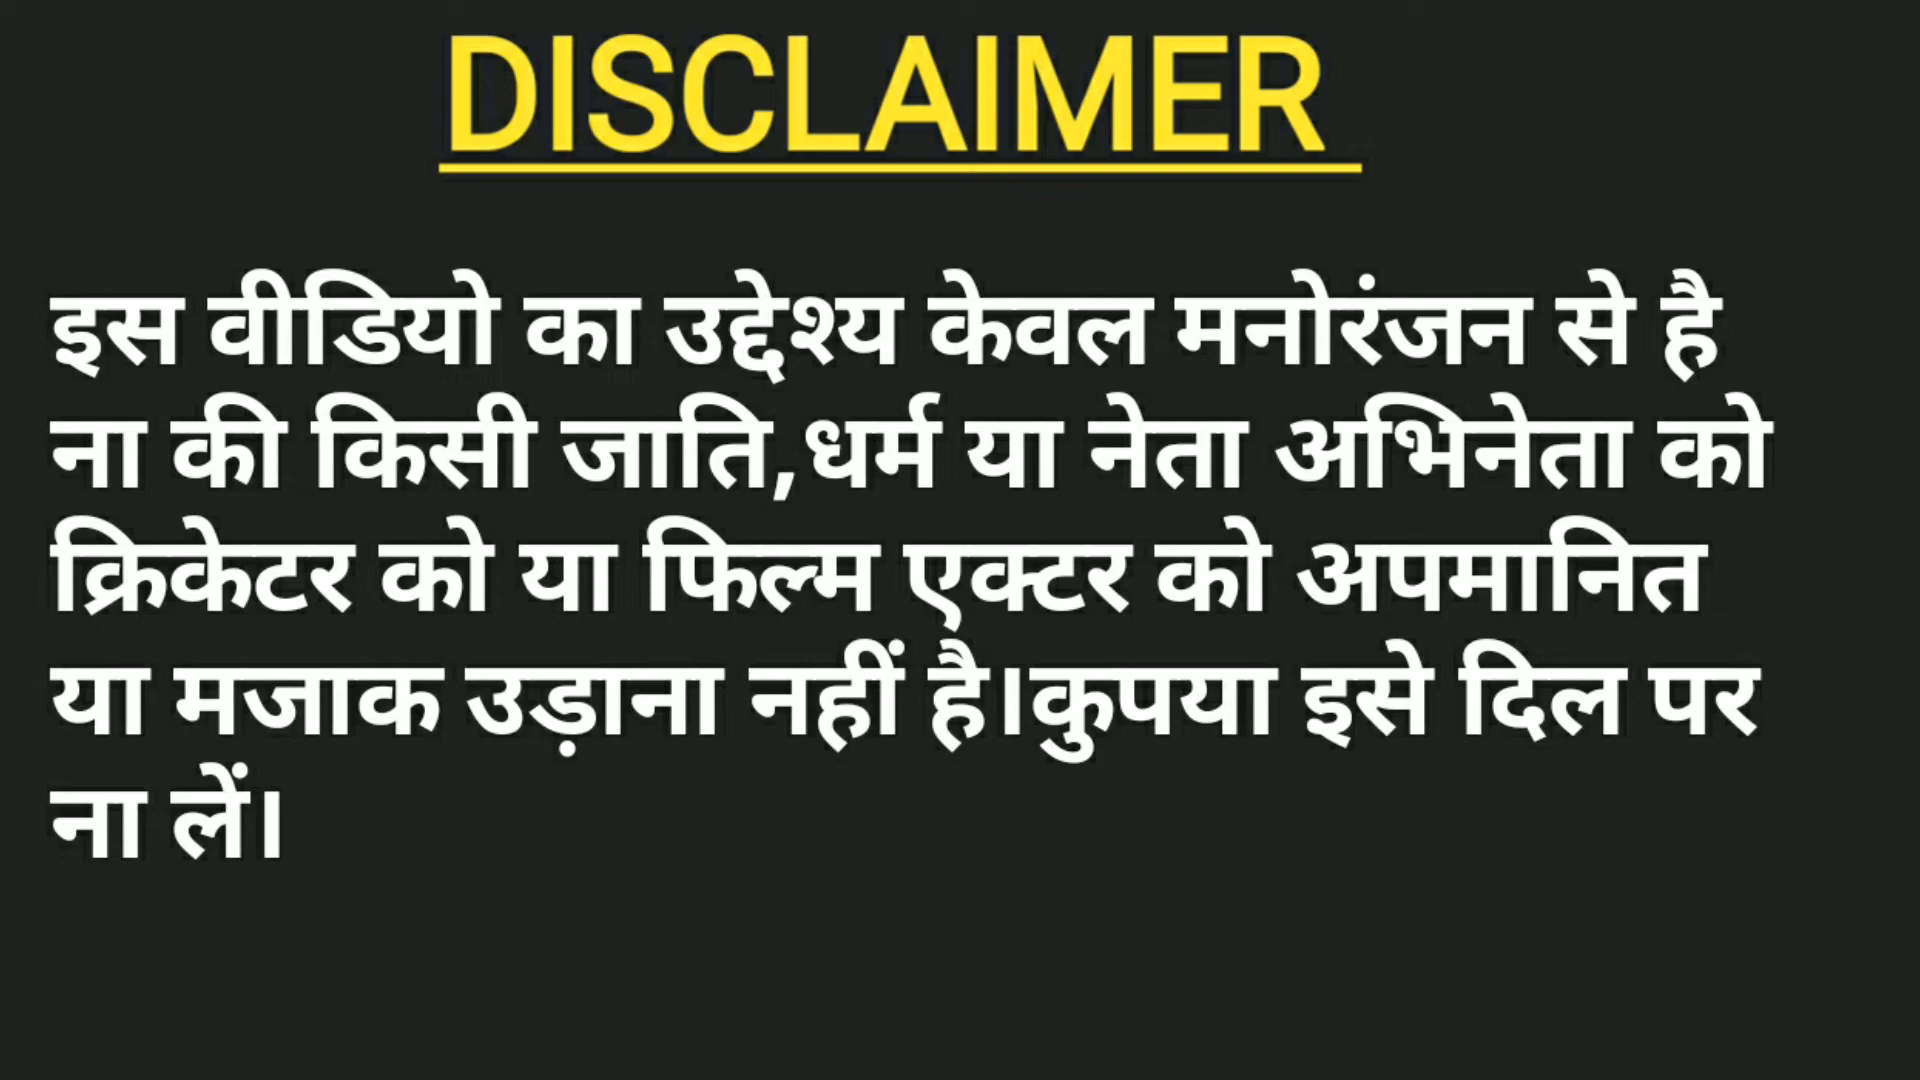 DISCLAIMER
इस वीडियो का उद्देश्य केवल मनोरंजन से है
ना की किसी जाति,धर्म या नेता अभिनेता को
क्रिकेटर को या फिल्म एक्टर को अपमानित
या मजाक उड़ाना नहीं है।कुपया इसे दिल पर
ना लें।